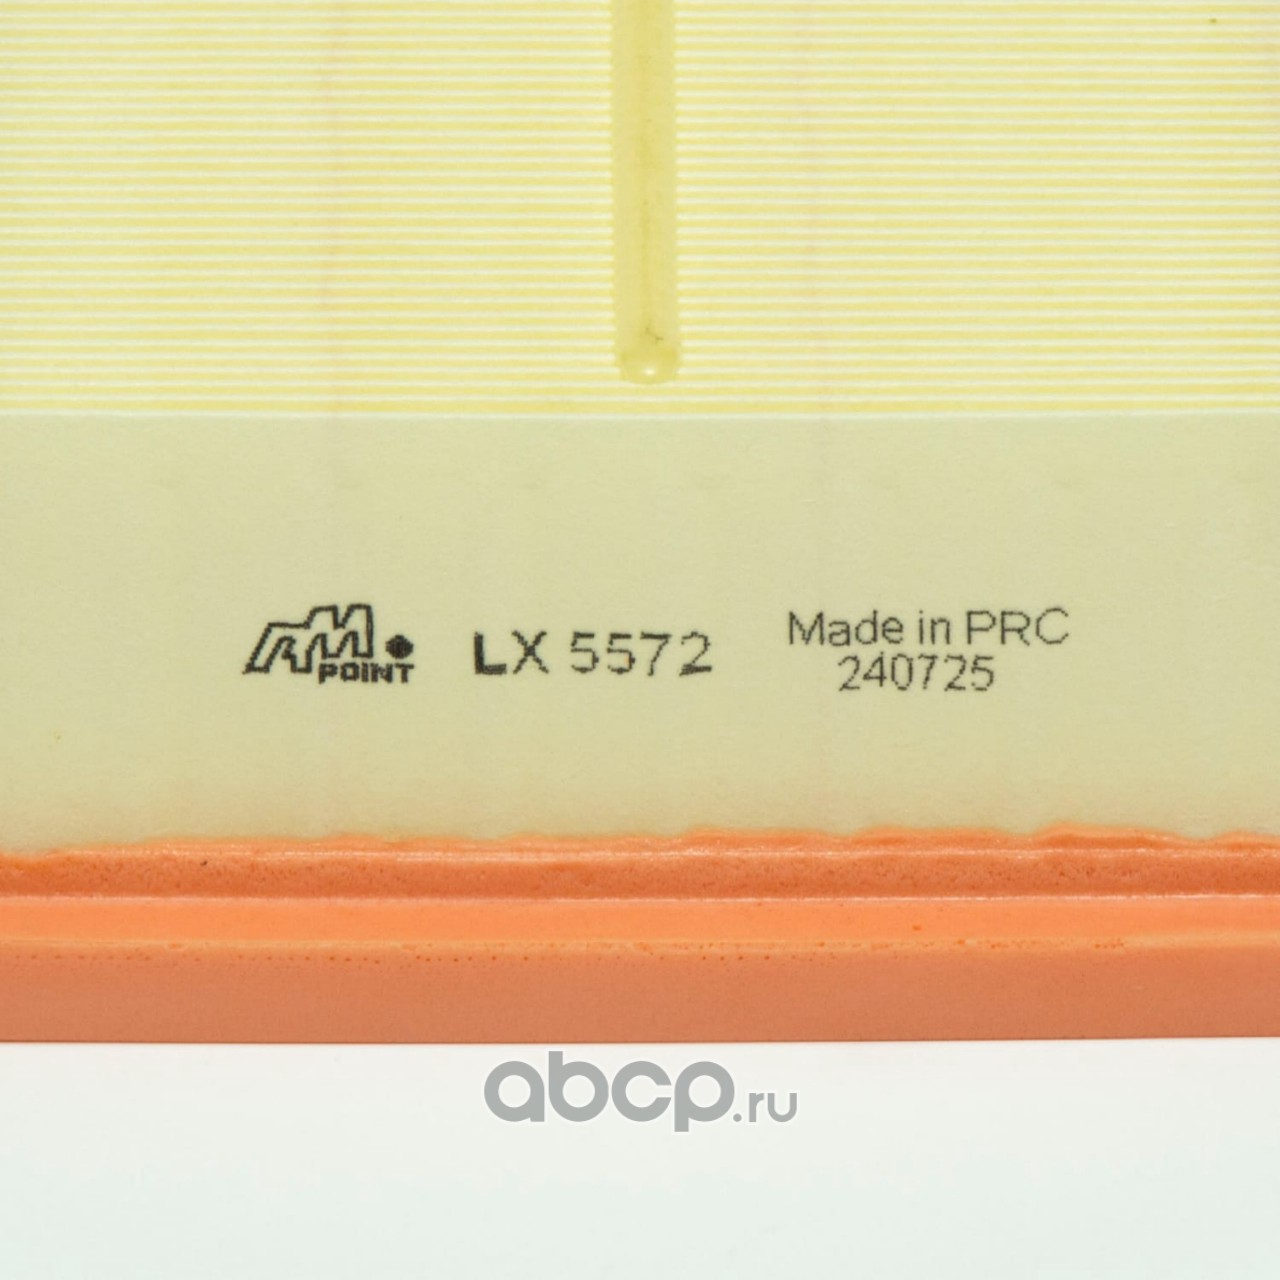 POINT
LX 5572
Made in PRC
240725
abcp.ru